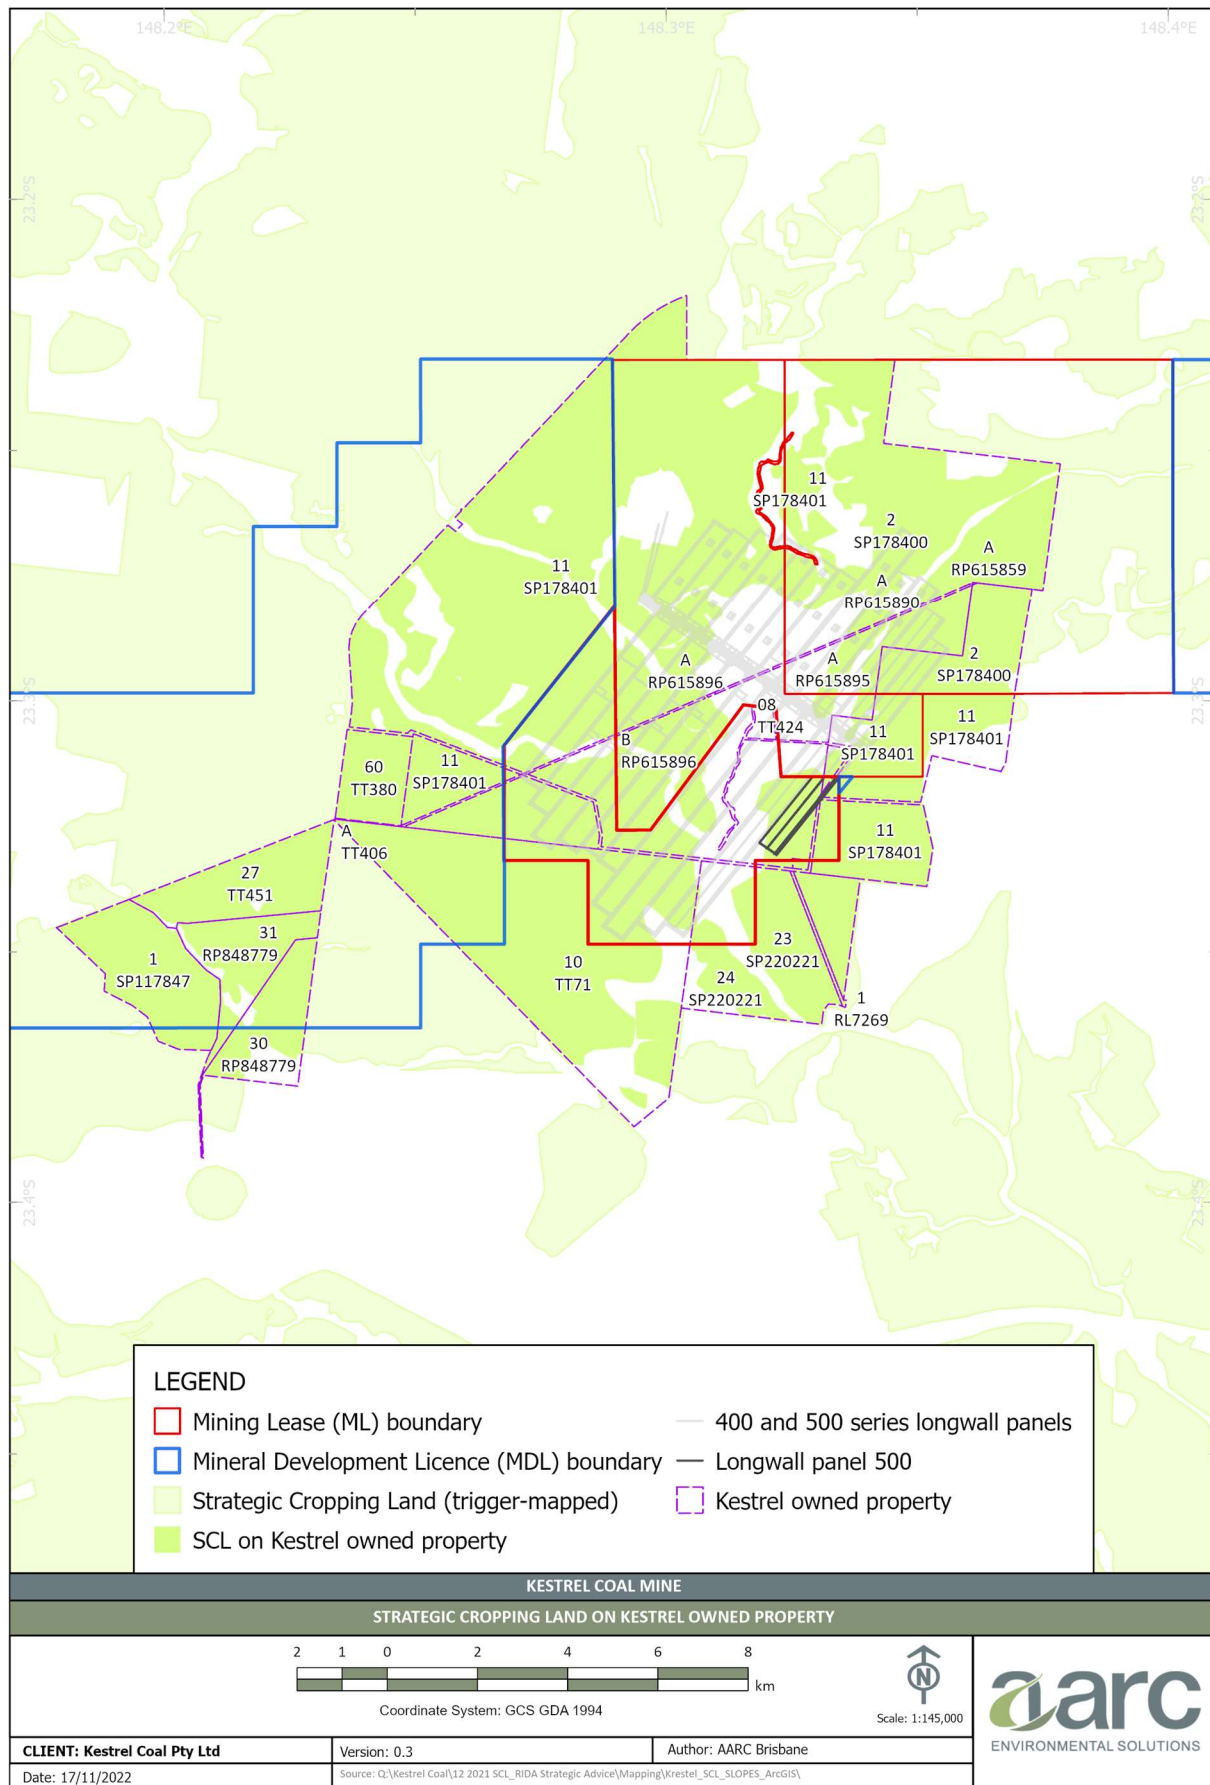 148.2°E
148.3°E
148.4°E
23.2°S
23.2°S
11
SP178401
2
SP178400
A
RP615859
11
SP178401
A
RP615890
A
RP615896
A
RP615895
2
SP178400
23.3°S
23.3°S
08
TT424
11
SP178401
11
SP178401
B
RP615896
60
TT380
11
SP178401
A
TT406
11
SP178401
27
TT451
31
RP848779
1
SP117847
10
TT71
23
SP220221
24
SP220221
1
RL7269
30
RP848779
23.4°S
23.4°S
LEGEND
Mining Lease (ML) boundary
Mineral Development Licence (MDL) boundary
Strategic Cropping Land (trigger-mapped)
SCL on Kestrel owned property
400 and 500 series longwall panels
Longwall panel 500
Kestrel owned property
KESTREL COAL MINE
STRATEGIC CROPPING LAND ON KESTREL OWNED PROPERTY
2 1 0 2 4 6 8
km
Coordinate System: GCS GDA 1994
N
Scale: 1:145,000
aarc
ENVIRONMENTAL SOLUTIONS
CLIENT: Kestrel Coal Pty Ltd
Version: 0.3
Author: AARC Brisbane
Date: 17/11/2022
Source: Q:\Kestrel Coal\12 2021 SCL_RIDA Strategic Advice\Mapping\Krestel_SCL_SLOPES_ArcGIS\